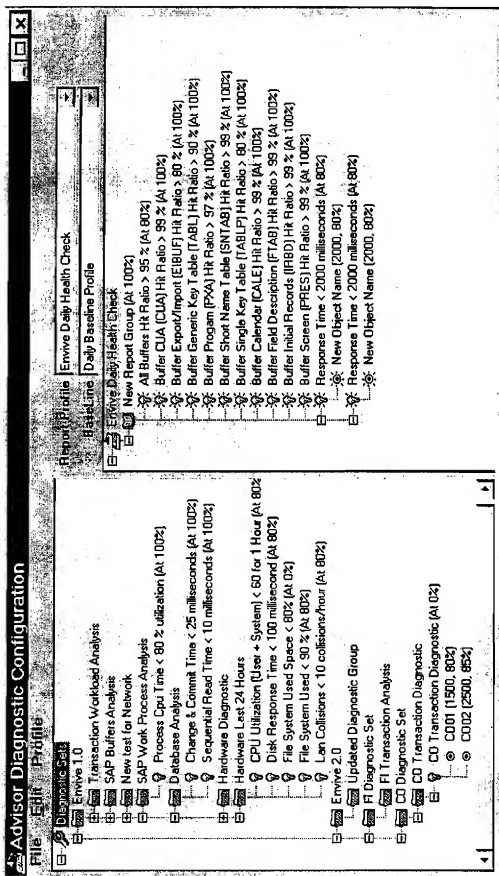 Advisor Diagnostic Configuration
File Edit Profile
Diagnostic Sets
Envive 1.0
Transaction Workload Analysis
SAP Buffers Analysis
New test for Network
SAP Work Process Analysis
Process Cpu Time < 80 % utilization (At 100%)
Database Analysis
Change & Commit Time < 25 milliseconds (At 100%)
Sequential Read Time < 10 milliseconds (At 100%)
Hardware Diagnostic
Hardware Last 24 Hours
CPU Utilization (User + System) < 60 for 1 Hour (At 80%
Disk Response Time < 100 millisecond (At 80%)
File System Used Space < 80% (At 0%)
File System Used < 90 % (At 80%)
Lan Collisions < 10 collisions/hour (At 80%)
Envive 2.0
Updated Diagnostic Group
FI Diagnostic Set
FI Transaction Analysis
CO Diagnostic Set
CO Transaction Diagnostic
CO Transaction Diagnostic (At 0%)
CO01 (1500, 80%)
CO02 (2500, 85%)
Report Profile Envive Daily Health Check
Base Line Daily Baseline Profile
Envive Daily Health Check
New Report Group (At 100%)
All Buffers Hit Ratio > 95 % (At 80%)
Buffer CUA (CUA) Hit Ratio > 99 % (At 100%)
Buffer Export/Import (EIBUF) Hit Ratio > 80 % (At 100%)
Buffer Generic Key Table (TABL) Hit Ratio > 90 % (At 100%)
Buffer Progam (PXA) Hit Ratio > 97 % (At 100%)
Buffer Short Name Table (SNTAB) Hit Ratio > 99 % (At 100%)
Buffer Single Key Table (TABLP) Hit Ratio > 80 % (At 100%)
Buffer Calendar (CALE) Hit Ratio > 99 % (At 100%)
Buffer Field Description (FTAB) Hit Ratio > 99 % (At 100%)
Buffer Initial Records (IRBD) Hit Ratio > 99 % (At 100%)
Buffer Screen (PRES) Hit Ratio > 99 % (At 100%)
Response Time < 2000 milliseconds (At 80%)
New Object Name (2000, 80%)
Response Time < 2000 milliseconds (At 80%)
New Object Name (2000, 80%)